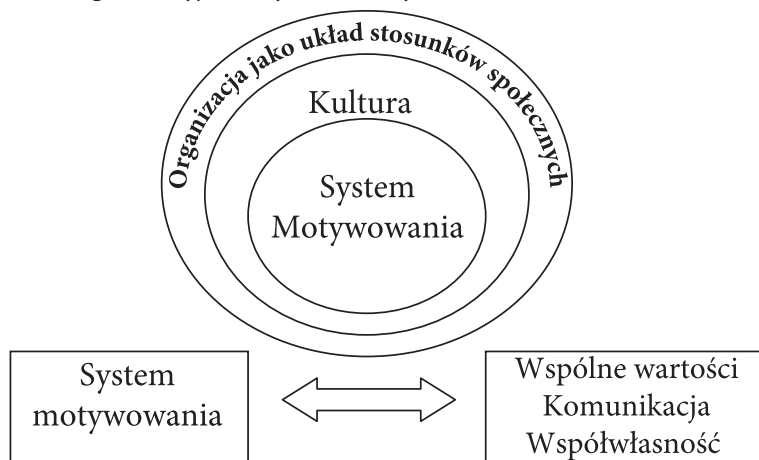 Organizacja jako układ stosunków społecznych
Kultura
System
Motywowania
System
motywowania
Wspólne wartości
Komunikacja
Współwłasność